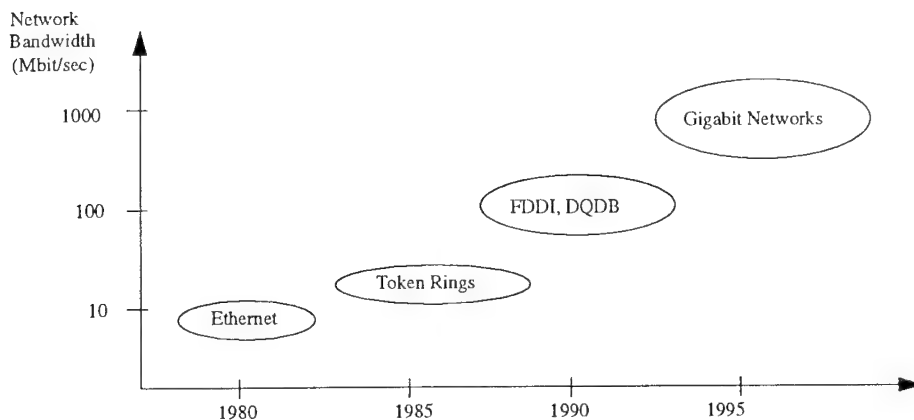 Network
Bandwidth
(Mbit/sec)
1000
Gigabit Networks
100
FDDI, DQDB
Token Rings
10
Ethernet
1980
1985
1990
1995